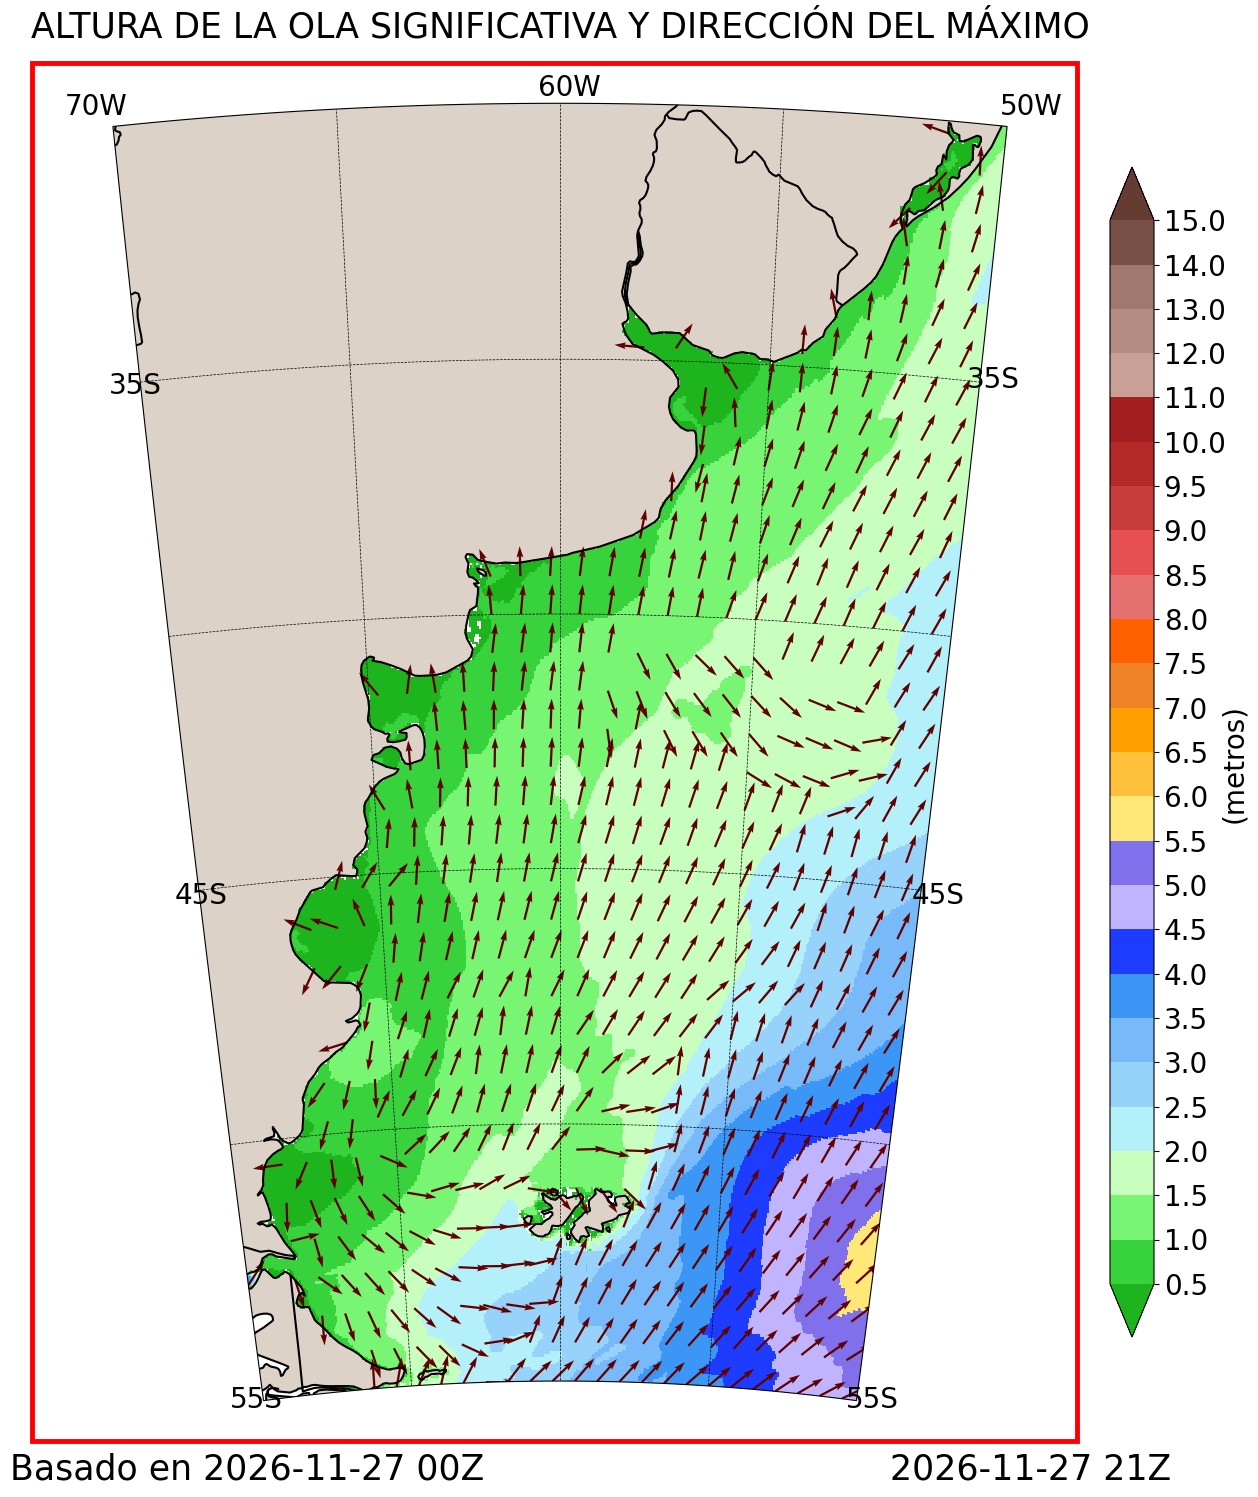 ALTURA DE LA OLA SIGNIFICATIVA Y DIRECCIÓN DEL MÁXIMO
70W
60W
50W
35S
35S
45S
45S
55S
55S
15.0
14.0
13.0
12.0
11.0
10.0
9.5
9.0
8.5
8.0
7.5
7.0
6.5
6.0
5.5
5.0
4.5
4.0
3.5
3.0
2.5
2.0
1.5
1.0
0.5
(metros)
Basado en 2026-11-27 00Z
2026-11-27 21Z